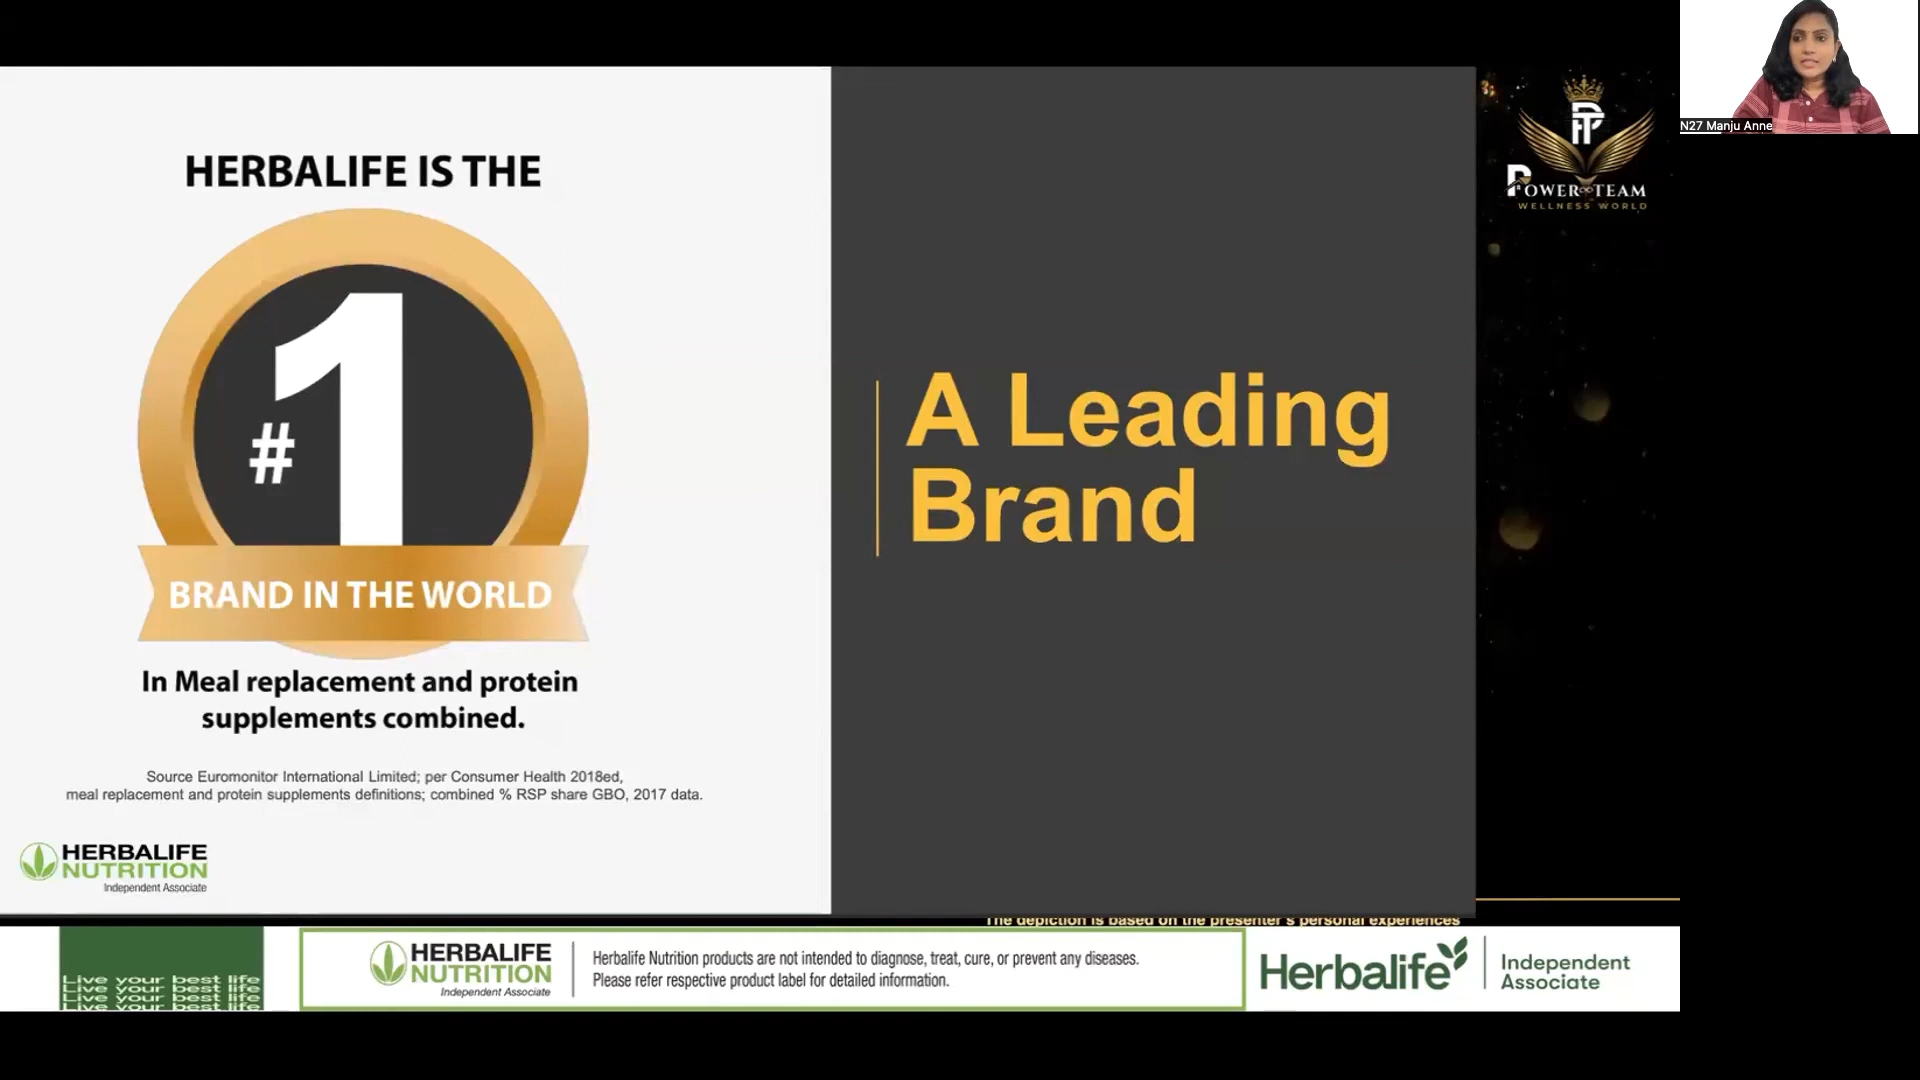 HERBALIFE IS THE
#1
BRAND IN THE WORLD
In Meal replacement and protein
supplements combined.
Source Euromonitor International Limited; per Consumer Health 2018ed,
meal replacement and protein supplements definitions; combined % RSP share GBO, 2017 data.
HERBALIFE
NUTRITION
Independent Associate
A Leading
Brand
PT
POWER TEAM
WELLNESS WORLD
N27 Manju Anne
The depiction is based on the presenter's personal experiences
Live your best life
Live your best life
Live your best life
Live your best life
HERBALIFE
NUTRITION
Independent Associate
Herbalife Nutrition products are not intended to diagnose, treat, cure, or prevent any diseases.
Please refer respective product label for detailed information.
Herbalife
Independent
Associate